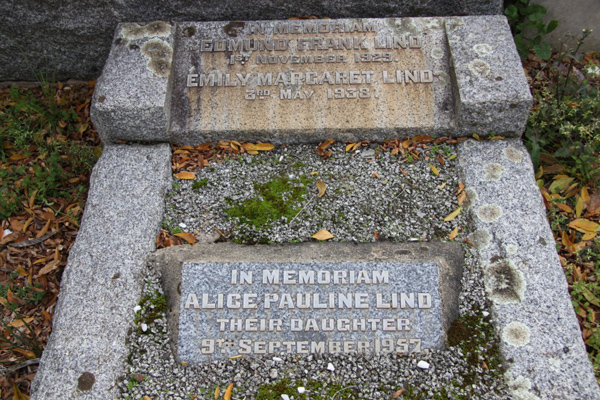 IN MEMORIAM
EDMUND FRANK LIND
1ST NOVEMBER 1929
EMILY MARGARET LIND
3RD MAY 1938
IN MEMORIAM
ALICE PAULINE LIND
THEIR DAUGHTER
9TH SEPTEMBER 1957